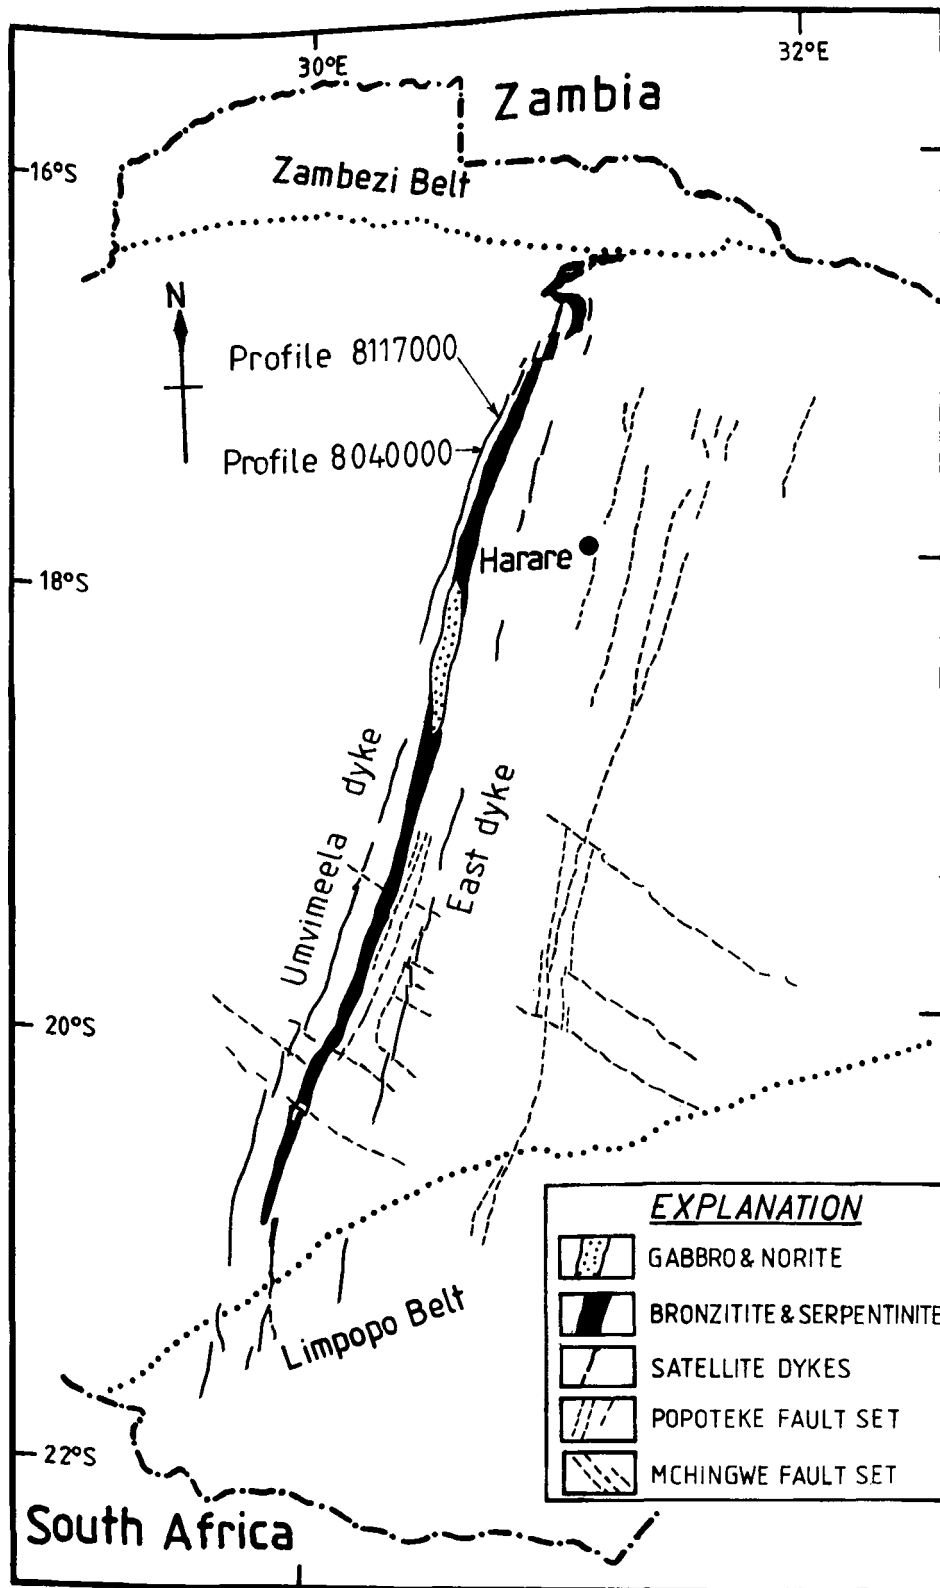 30°E
32°E
Zambia
16°S
Zambezi Belt
N
Profile 8117000
Profile 8040000
Harare
18°S
Umvimeela dyke
East dyke
20°S
EXPLANATION
GABBRO & NORITE
BRONZITITE & SERPENTINITE
SATELLITE DYKES
POPOTEKE FAULT SET
MCHINGWE FAULT SET
Limpopo Belt
22°S
South Africa